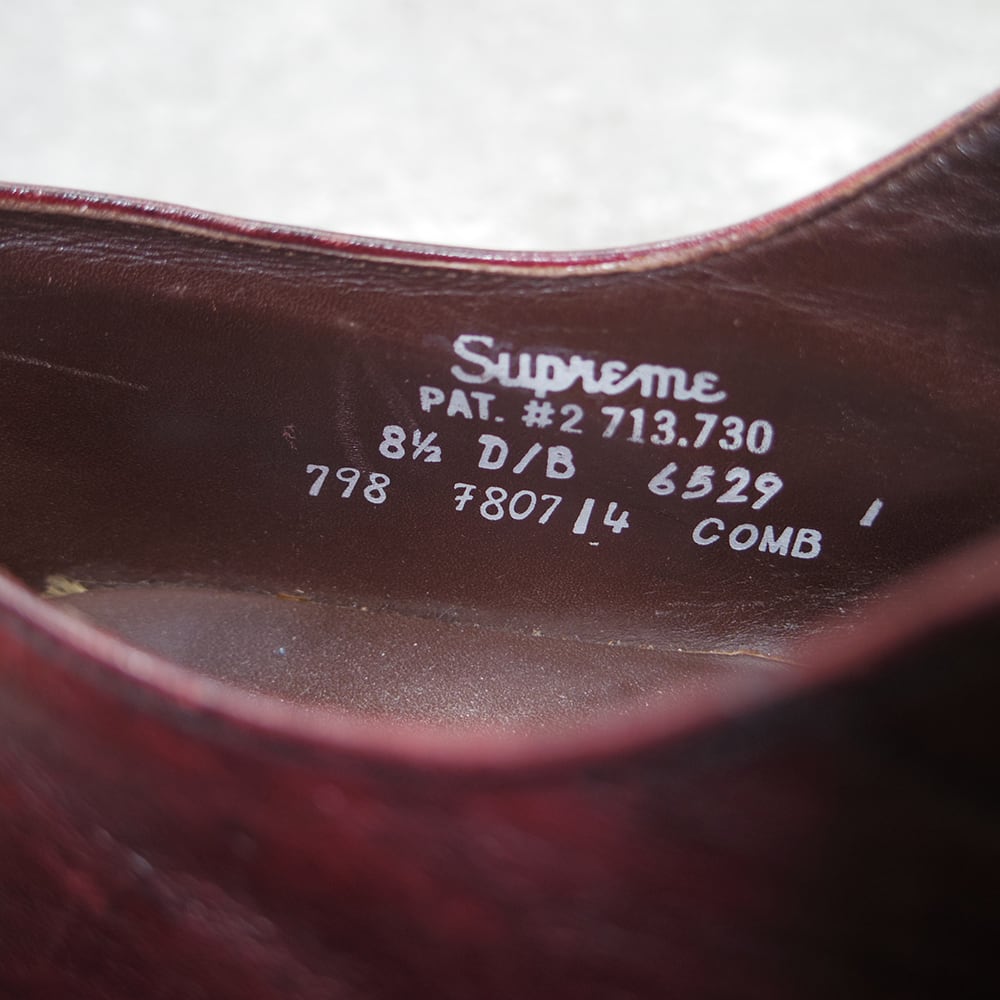 Supreme
PAT. #2 713.730
8½ D/B 6529 1
798 7807 14 COMB